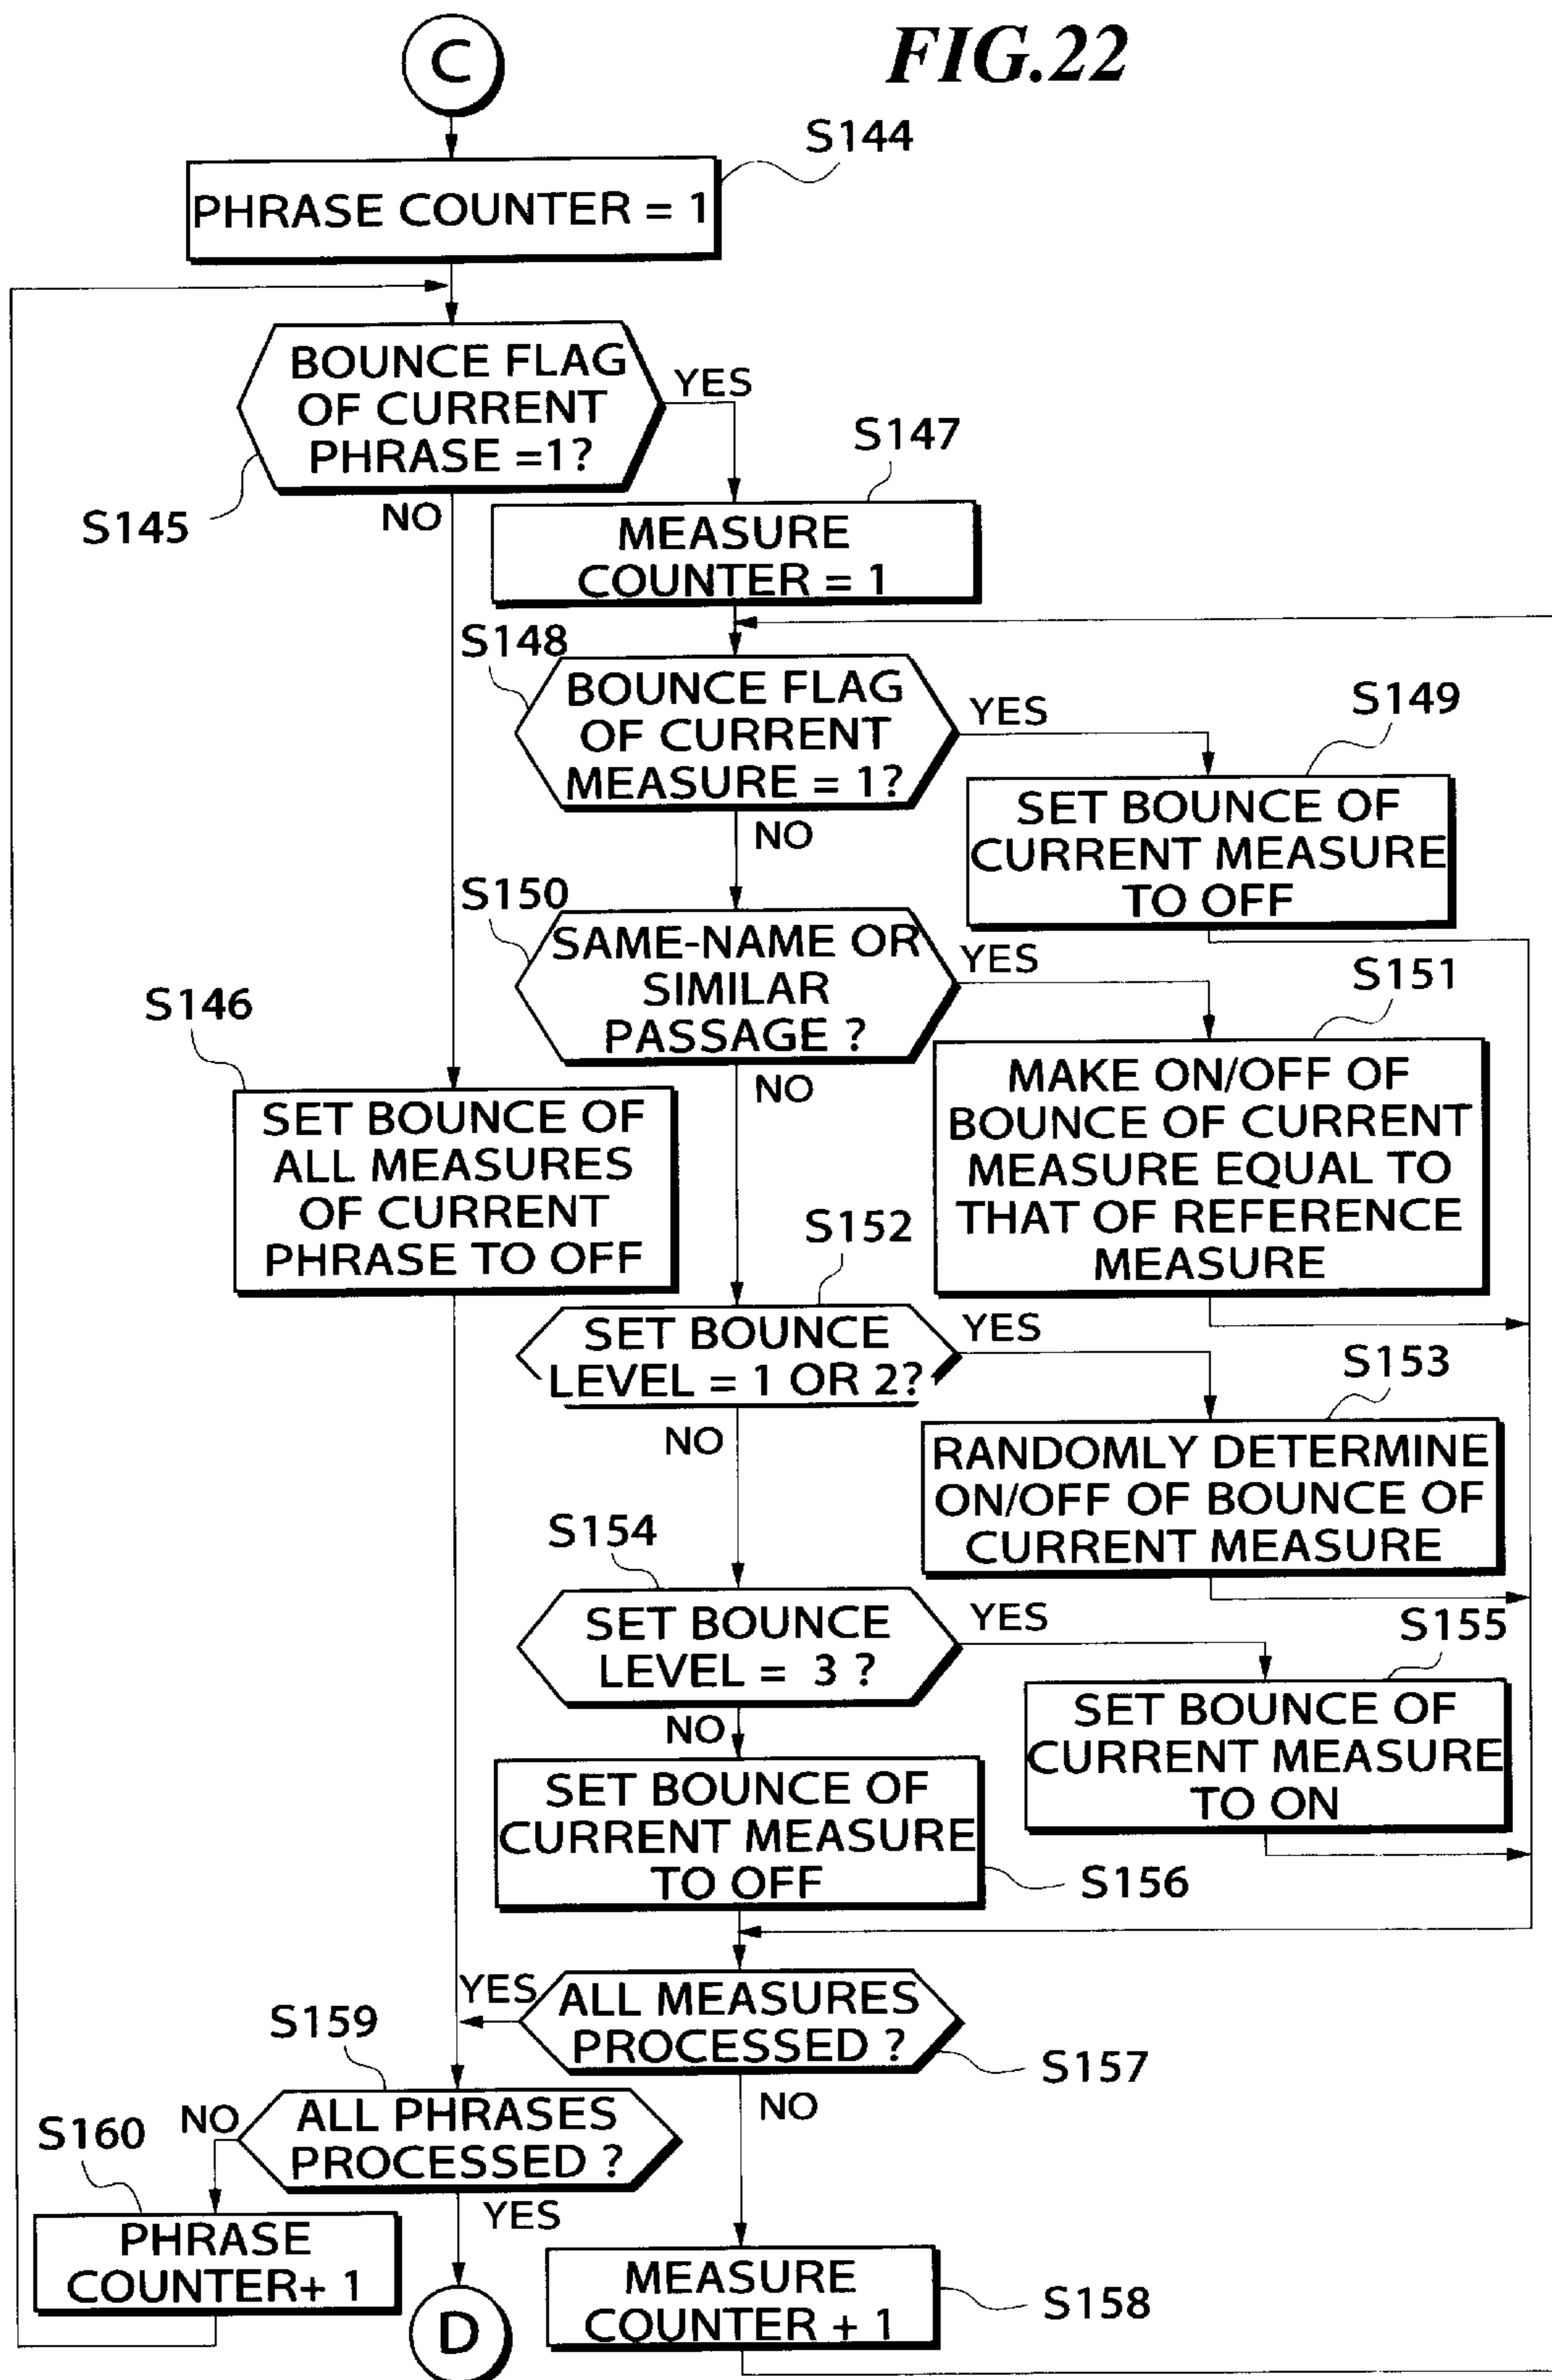 FIG.22
C
S144
PHRASE COUNTER = 1
BOUNCE FLAG
OF CURRENT
PHRASE =1?
YES
S145
NO
S147
MEASURE
COUNTER = 1
S148
BOUNCE FLAG
OF CURRENT
MEASURE = 1?
YES
NO
S149
SET BOUNCE OF
CURRENT MEASURE
TO OFF
S150
SAME-NAME OR
SIMILAR
PASSAGE ?
YES
NO
S151
MAKE ON/OFF OF
BOUNCE OF CURRENT
MEASURE EQUAL TO
THAT OF REFERENCE
MEASURE
S146
SET BOUNCE OF
ALL MEASURES
OF CURRENT
PHRASE TO OFF
S152
SET BOUNCE
LEVEL = 1 OR 2?
YES
NO
S153
RANDOMLY DETERMINE
ON/OFF OF BOUNCE OF
CURRENT MEASURE
S154
SET BOUNCE
LEVEL = 3 ?
YES
NO
S155
SET BOUNCE OF
CURRENT MEASURE
TO ON
SET BOUNCE OF
CURRENT MEASURE
TO OFF
S156
YES
ALL MEASURES
PROCESSED ?
S157
NO
S159
ALL PHRASES
PROCESSED ?
NO
YES
S160
PHRASE
COUNTER+ 1
D
MEASURE
COUNTER + 1
S158